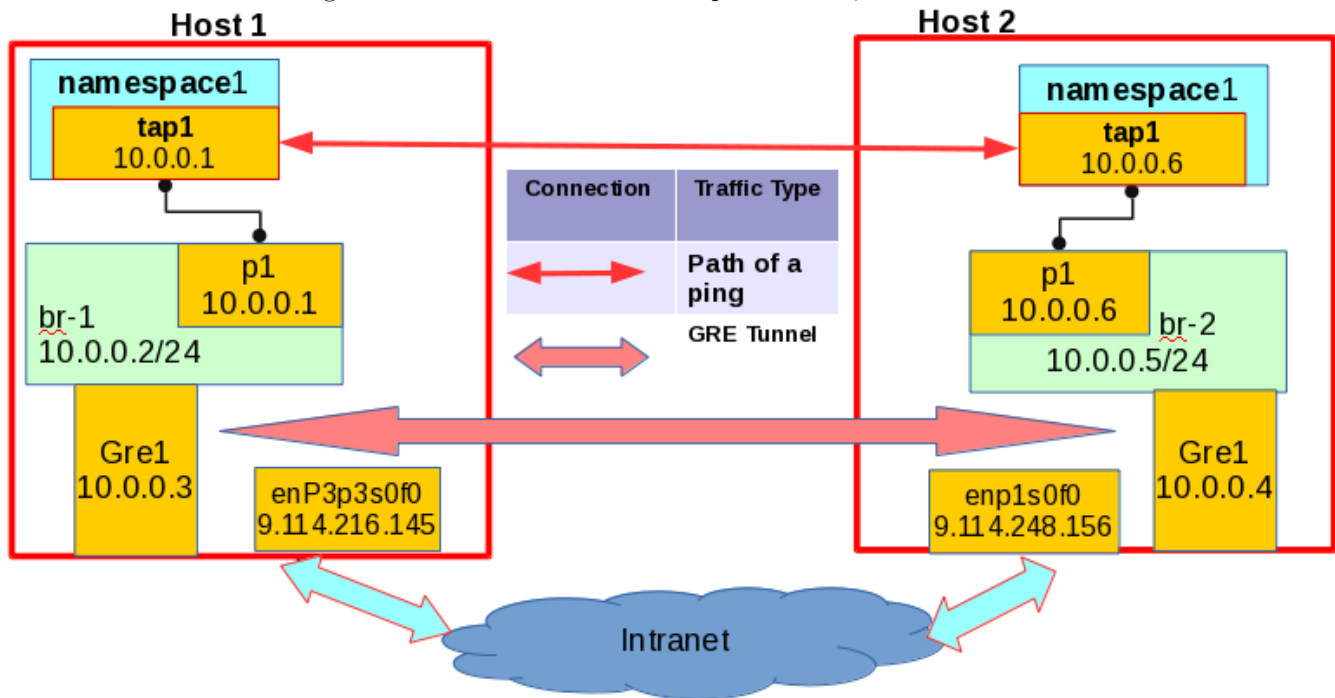 Host 1
Host 2
namespace1
tap1
10.0.0.1
namespace1
tap1
10.0.0.6
Connection
Traffic Type
Path of a
ping
GRE Tunnel
p1
10.0.0.1
br-1
10.0.0.2/24
p1
10.0.0.6
br-2
10.0.0.5/24
Gre1
10.0.0.3
enP3p3s0f0
9.114.216.145
enp1s0f0
9.114.248.156
Gre1
10.0.0.4
Intranet